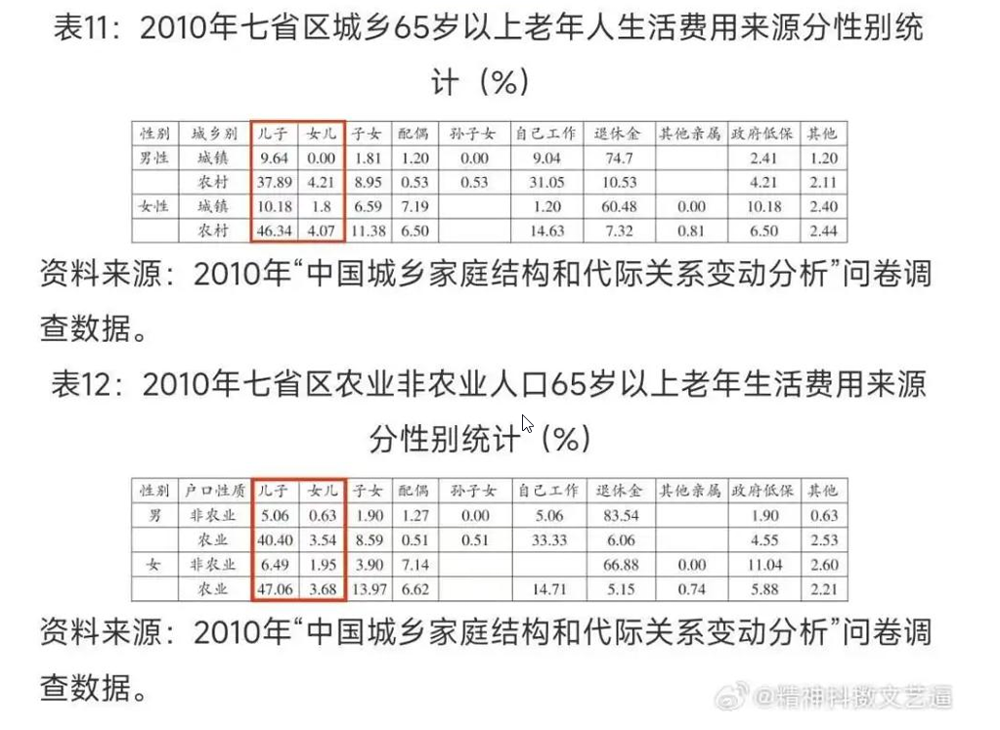 表11：2010年七省区城乡65岁以上老年人生活费用来源分性别统
计（%）
性别 城乡别 儿子 女儿 子女 配偶 孙子女 自己工作 退休金 其他亲属 政府低保 其他
男性 城镇 9.64 0.00 1.81 1.20 0.00 9.04 74.7 2.41 1.20
农村 37.89 4.21 8.95 0.53 0.53 31.05 10.53 4.21 2.11
女性 城镇 10.18 1.8 6.59 7.19 1.20 60.48 0.00 10.18 2.40
农村 46.34 4.07 11.38 6.50 14.63 7.32 0.81 6.50 2.44
资料来源：2010年“中国城乡家庭结构和代际关系变动分析”问卷调
查数据。
表12：2010年七省区农业非农业人口65岁以上老年生活费用来源
分性别统计（%）
性别 户口性质 儿子 女儿 子女 配偶 孙子女 自己工作 退休金 其他亲属 政府低保 其他
男 非农业 5.06 0.63 1.90 1.27 0.00 5.06 83.54 1.90 0.63
农业 40.40 3.54 8.59 0.51 0.51 33.33 6.06 4.55 2.53
女 非农业 6.49 1.95 3.90 7.14 66.88 0.00 11.04 2.60
农业 47.06 3.68 13.97 6.62 14.71 5.15 0.74 5.88 2.21
资料来源：2010年“中国城乡家庭结构和代际关系变动分析”问卷调
查数据。
@精神抖擞文艺逼